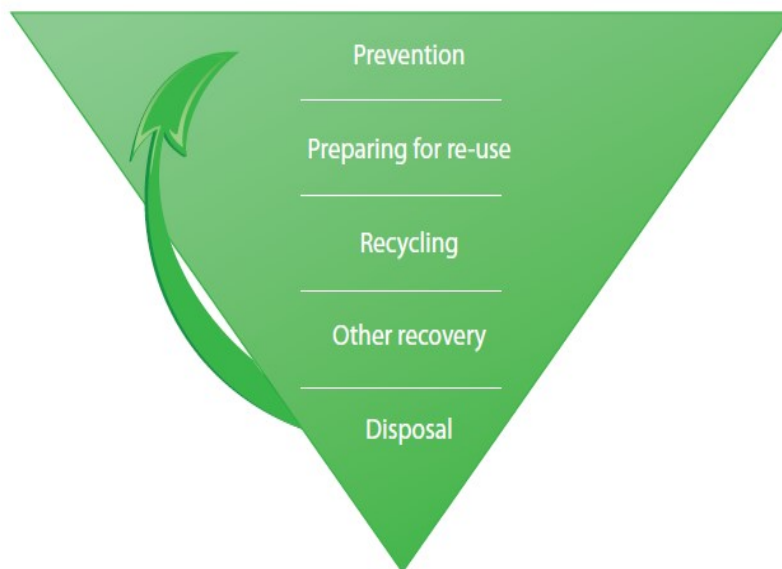 Prevention
Preparing for re-use
Recycling
Other recovery
Disposal